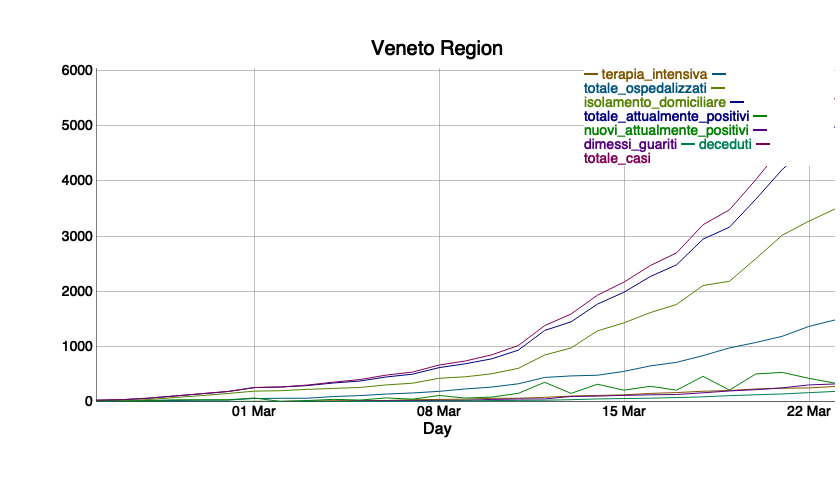 Veneto Region
terapia_intensiva
totale_ospedalizzati
isolamento_domiciliare
totale_attualmente_positivi
nuovi_attualmente_positivi
dimessi_guariti deceduti
totale_casi
6000
5000
4000
3000
2000
1000
0
01 Mar 08 Mar 15 Mar 22 Mar
Day